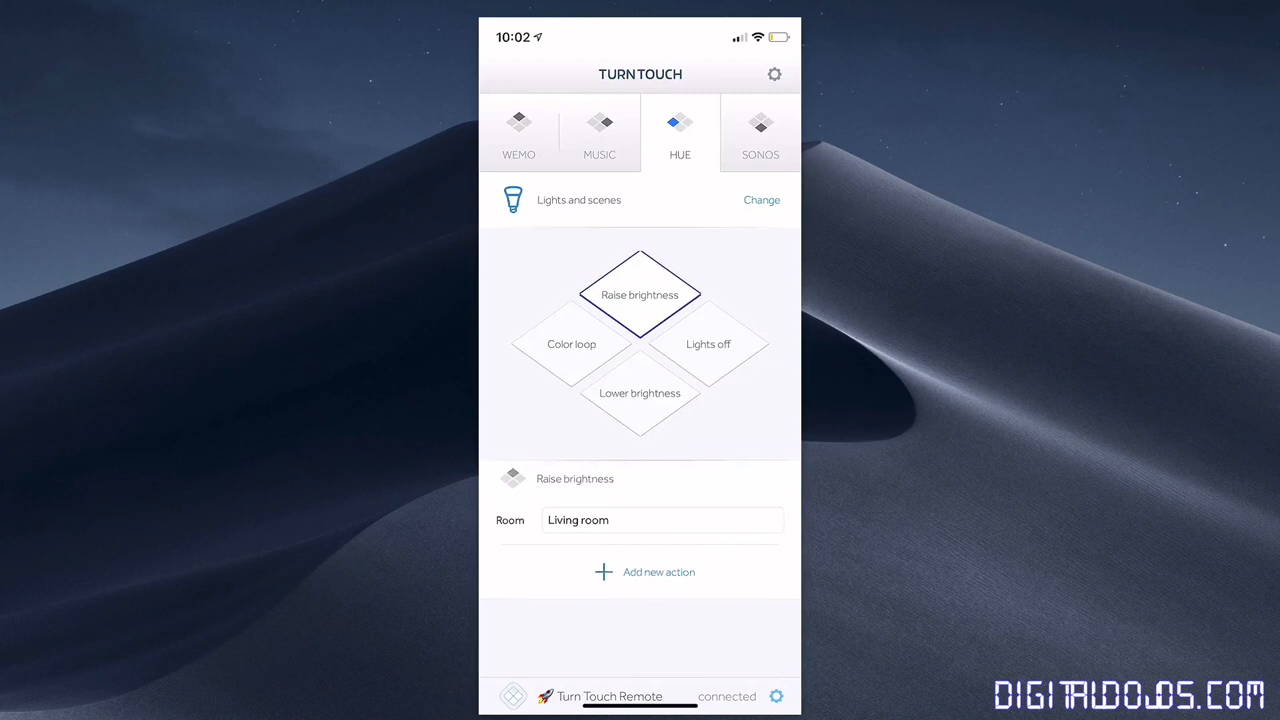 10:02
TURN TOUCH
WEMO
MUSIC
HUE
SONOS
Lights and scenes
Change
Raise brightness
Color loop
Lights off
Lower brightness
Raise brightness
Room
Living room
Add new action
Turn Touch Remote
connected
DIGITALDOJOS.COM